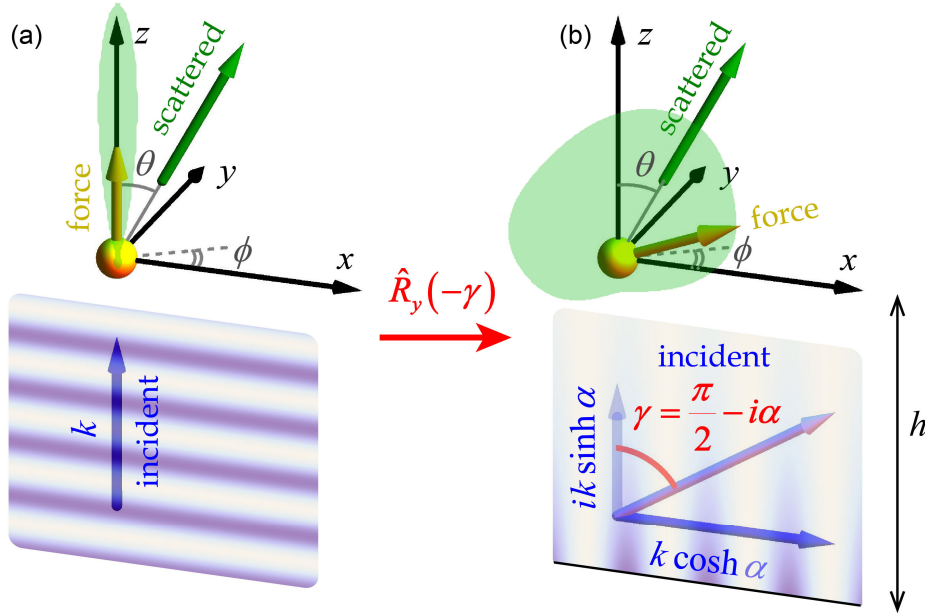 (a)
z
scattered
θ
y
force
ϕ
x
k
incident
R̂y(−γ)
(b)
z
scattered
θ
y
force
ϕ
x
incident
γ = π/2 − iα
ik sinh α
k cosh α
h